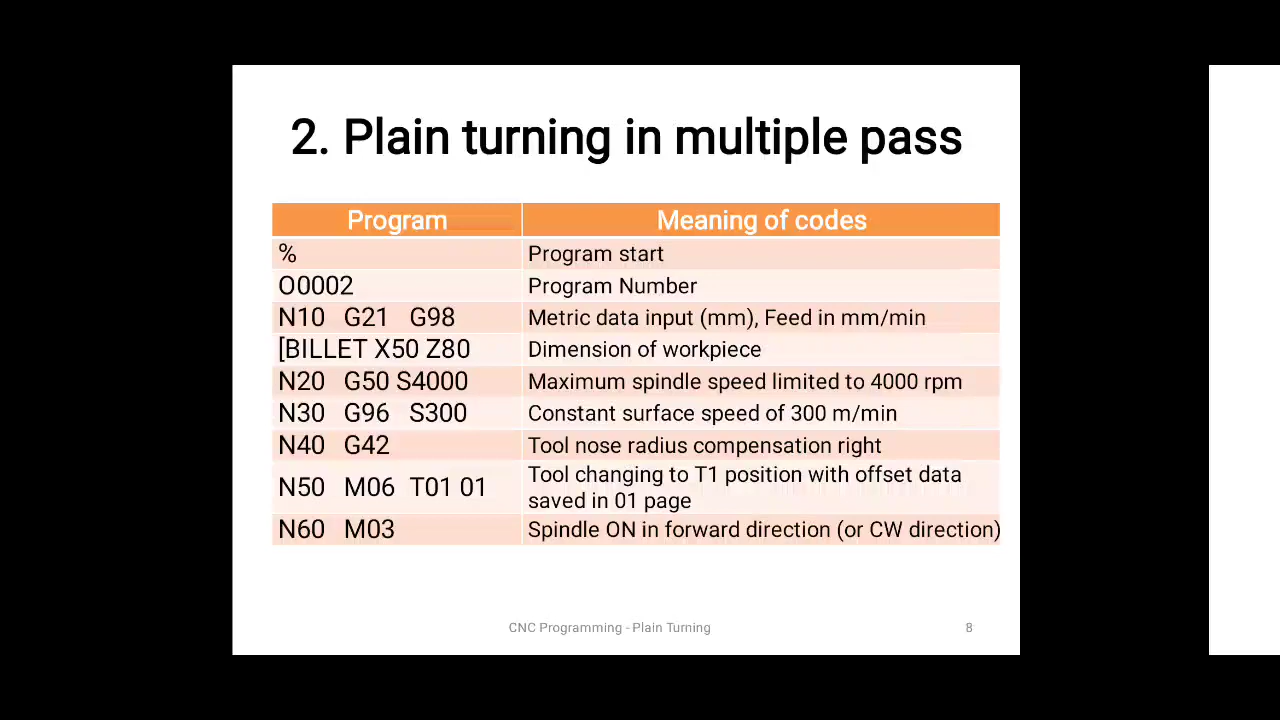 2. Plain turning in multiple pass
Program Meaning of codes
% Program start
O0002 Program Number
N10 G21 G98 Metric data input (mm), Feed in mm/min
[BILLET X50 Z80 Dimension of workpiece
N20 G50 S4000 Maximum spindle speed limited to 4000 rpm
N30 G96 S300 Constant surface speed of 300 m/min
N40 G42 Tool nose radius compensation right
N50 M06 T01 01 Tool changing to T1 position with offset data
saved in 01 page
N60 M03 Spindle ON in forward direction (or CW direction)
CNC Programming - Plain Turning 8